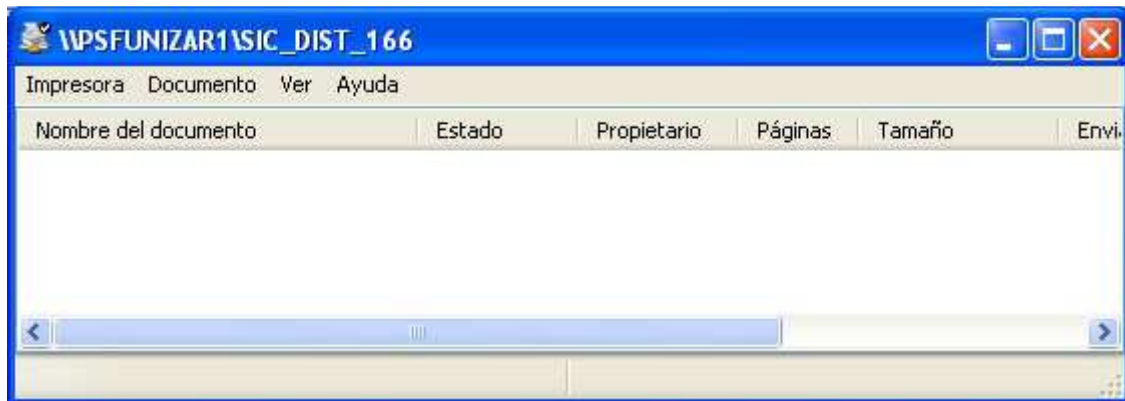 \\PSFUNIZAR1\SIC_DIST_166
Impresora Documento Ver Ayuda
Nombre del documento Estado Propietario Páginas Tamaño